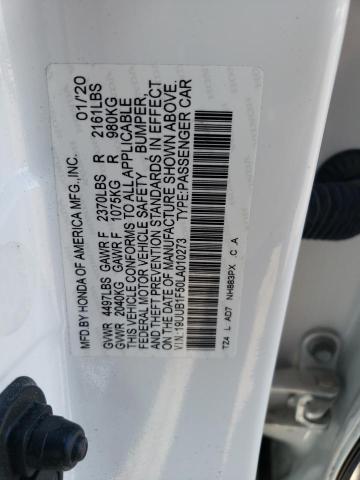 MFD.BY HONDA OF AMERICA MFG.,INC. 01/'20
GVWR 4497LBS GAWR F 2370LBS R 2161LBS
GVWR 2040KG GAWR F 1075KG R 980KG
THIS VEHICLE CONFORMS TO ALL APPLICABLE
FEDERAL MOTOR VEHICLE SAFETY, BUMPER,
AND THEFT PREVENTION STANDARDS IN EFFECT
ON THE DATE OF MANUFACTURE SHOWN ABOVE.
V.I.N.:19UUB1F50LA010273 TYPE:PASSENGER CAR
TZ4 L AD7 NH883PX C A